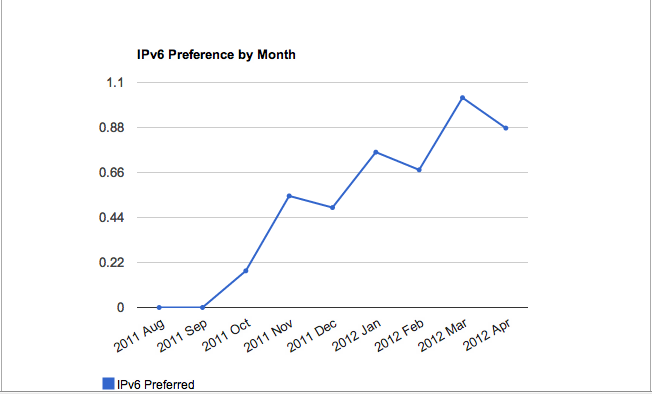 IPv6 Preference by Month
1.1
0.88
0.66
0.44
0.22
0
2011 Aug
2011 Sep
2011 Oct
2011 Nov
2011 Dec
2012 Jan
2012 Feb
2012 Mar
2012 Apr
IPv6 Preferred